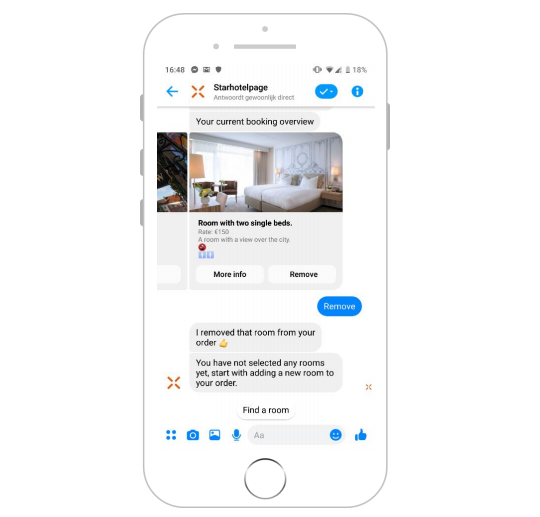 16:48
18%
Starhotelpage
Antwoordt gewoonlijk direct
Your current booking overview
Room with two single beds.
Rate: €150
A room with a view over the city.
More info
Remove
Remove
I removed that room from your
order 👍
You have not selected any rooms
yet, start with adding a new room to
your order.
Find a room
Aa